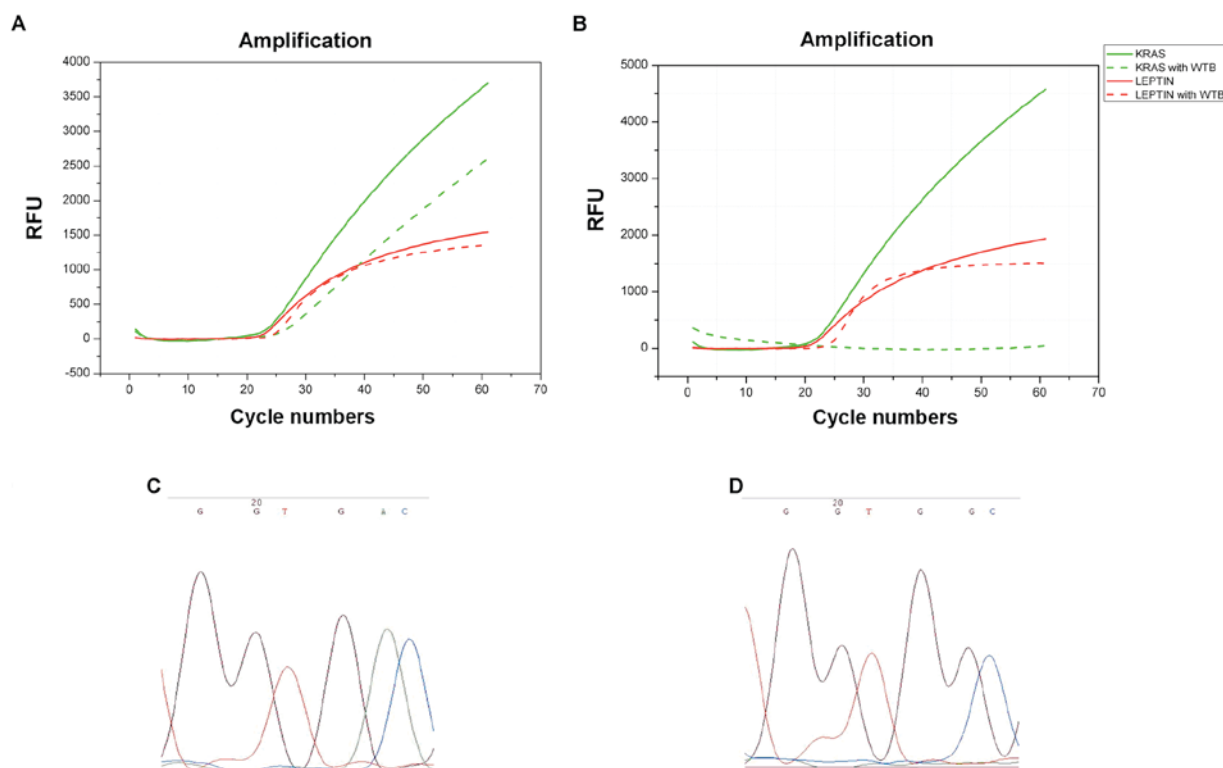 A
Amplification
4000
3500
3000
2500
2000
1500
1000
500
0
-500
RFU
0 10 20 30 40 50 60 70
Cycle numbers
B
Amplification
5000
4000
3000
2000
1000
0
RFU
0 10 20 30 40 50 60 70
Cycle numbers
KRAS
KRAS with WTB
LEPTIN
LEPTIN with WTB
C
20
G G T G A C
D
20
G G T G G C